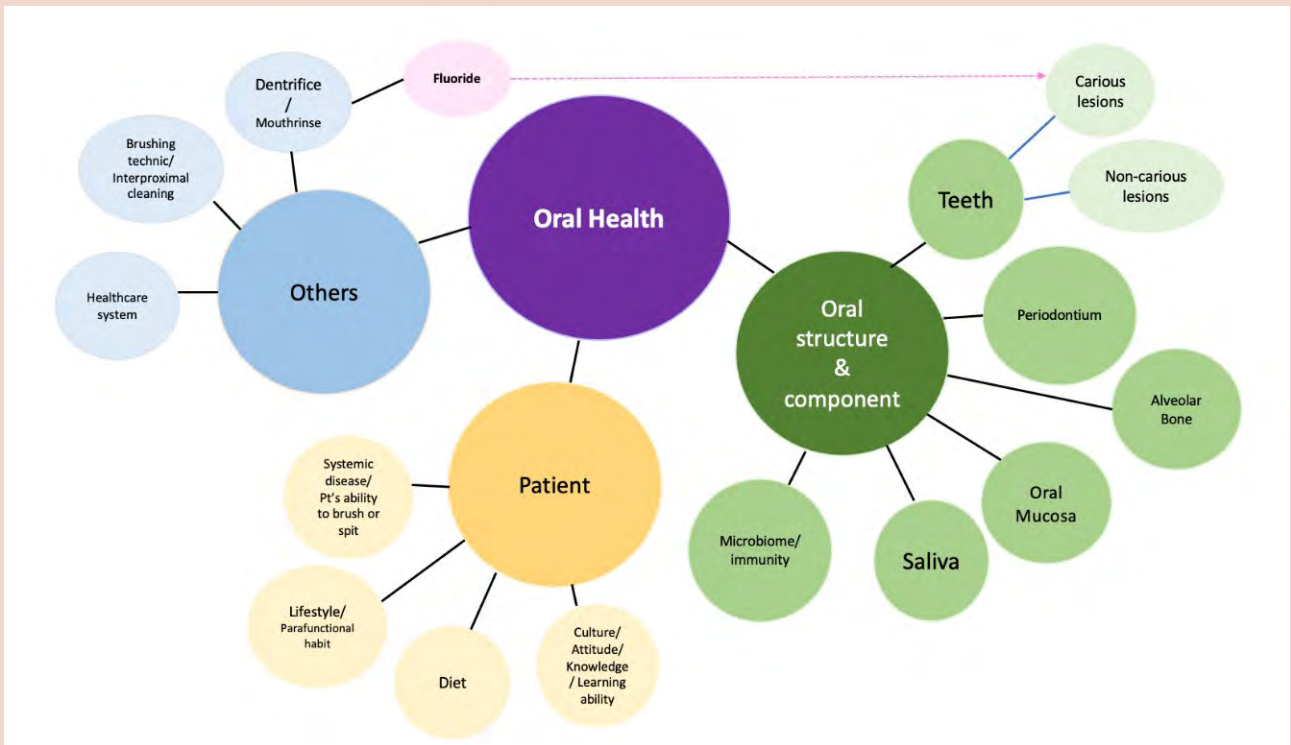 Fluoride
Carious
lesions
Dentrifice
/
Mouthrinse
Brushing
technic/
Interproximal
cleaning
Non-carious
lesions
Teeth
Oral Health
Others
Healthcare
system
Oral
structure
&
component
Periodontium
Alveolar
Bone
Systemic
disease/
Pt's ability
to brush or
spit
Patient
Oral
Mucosa
Microbiome/
immunity
Saliva
Lifestyle/
Parafunctional
habit
Diet
Culture/
Attitude/
Knowledge
/ Learning
ability